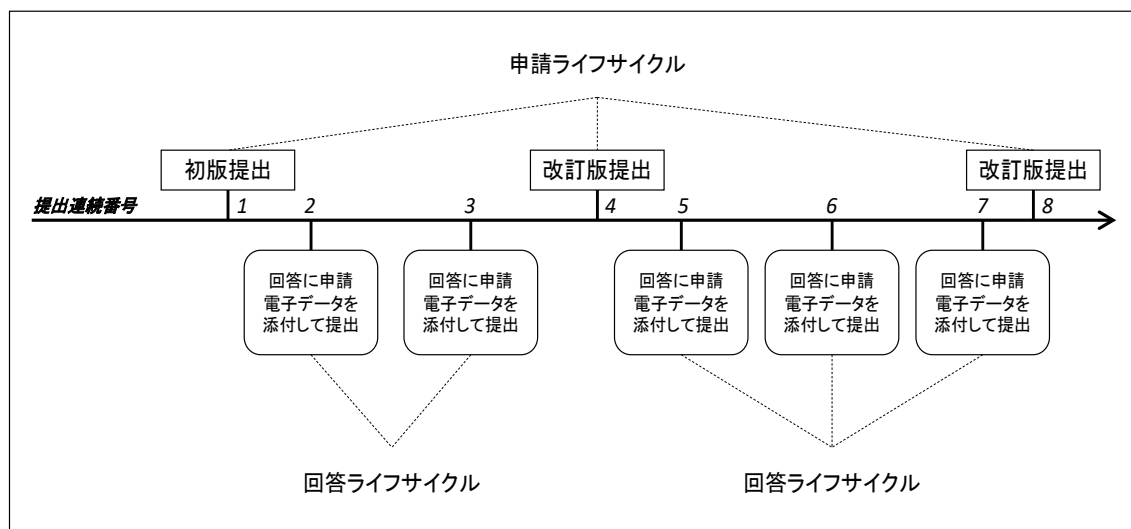 申請ライフサイクル
初版提出
改訂版提出
改訂版提出
提出連続番号
1
2
3
4
5
6
7
8
回答に申請
電子データを
添付して提出
回答に申請
電子データを
添付して提出
回答に申請
電子データを
添付して提出
回答に申請
電子データを
添付して提出
回答に申請
電子データを
添付して提出
回答ライフサイクル
回答ライフサイクル